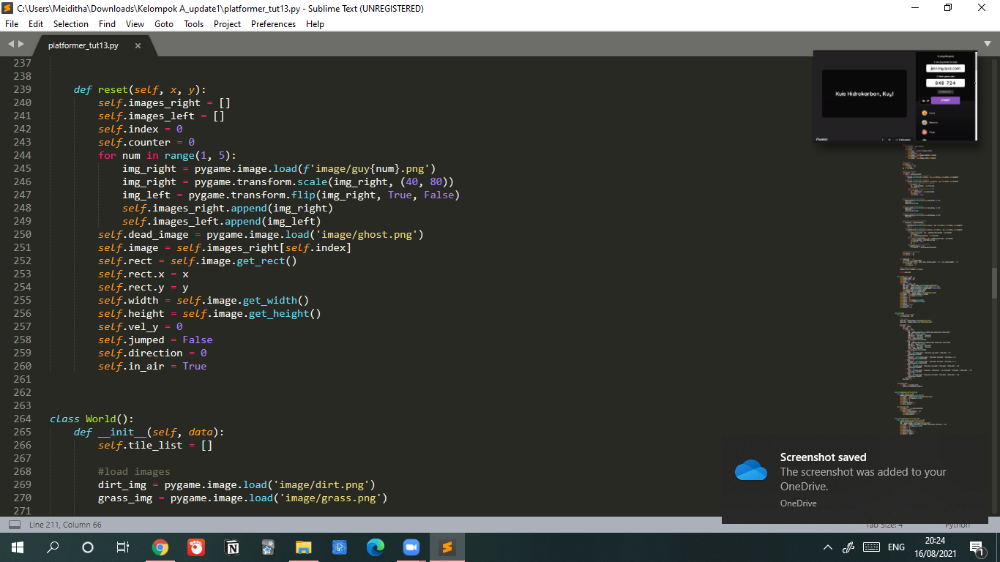 C:\Users\Meiditha\Downloads\Kelompok A_update1\platformer_tut13.py - Sublime Text (UNREGISTERED)
File Edit Selection Find View Goto Tools Project Preferences Help
platformer_tut13.py
237
238
239 def reset(self, x, y):
240 self.images_right = []
241 self.images_left = []
242 self.index = 0
243 self.counter = 0
244 for num in range(1, 5):
245 img_right = pygame.image.load(f'image/guy{num}.png')
246 img_right = pygame.transform.scale(img_right, (40, 80))
247 img_left = pygame.transform.flip(img_right, True, False)
248 self.images_right.append(img_right)
249 self.images_left.append(img_left)
250 self.dead_image = pygame.image.load('image/ghost.png')
251 self.image = self.images_right[self.index]
252 self.rect = self.image.get_rect()
253 self.rect.x = x
254 self.rect.y = y
255 self.width = self.image.get_width()
256 self.height = self.image.get_height()
257 self.vel_y = 0
258 self.jumped = False
259 self.direction = 0
260 self.in_air = True
261
262
263
264 class World():
265 def __init__(self, data):
266 self.tile_list = []
267
268 #load images
269 dirt_img = pygame.image.load('image/dirt.png')
270 grass_img = pygame.image.load('image/grass.png')
271
Kuis Hidrokarbon, Kuy!
joinmyquiz.com
848 724
START
Screenshot saved
The screenshot was added to your
OneDrive.
OneDrive
Line 211, Column 66
Tab Size: 4
Python
ENG
20:24
16/08/2021
1